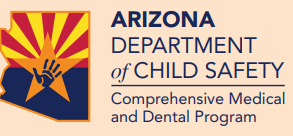 ARIZONA
DEPARTMENT
of CHILD SAFETY
Comprehensive Medical
and Dental Program